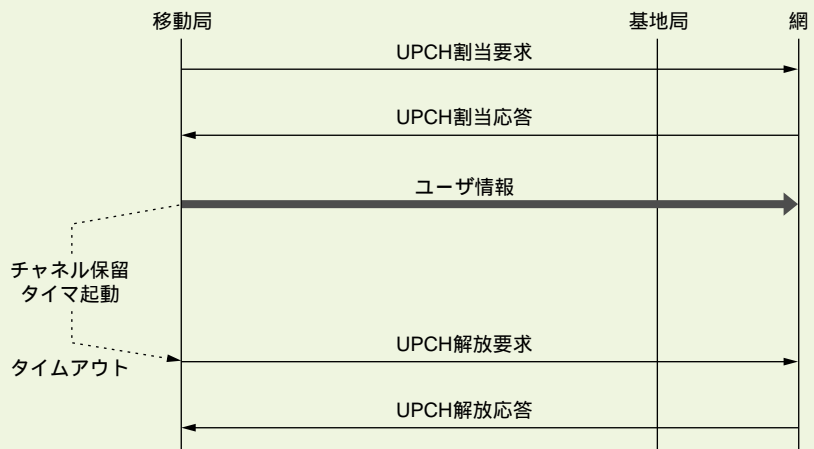 移動局
基地局
網
UPCH割当要求
UPCH割当応答
ユーザ情報
チャネル保留
タイマ起動
UPCH解放要求
タイムアウト
UPCH解放応答